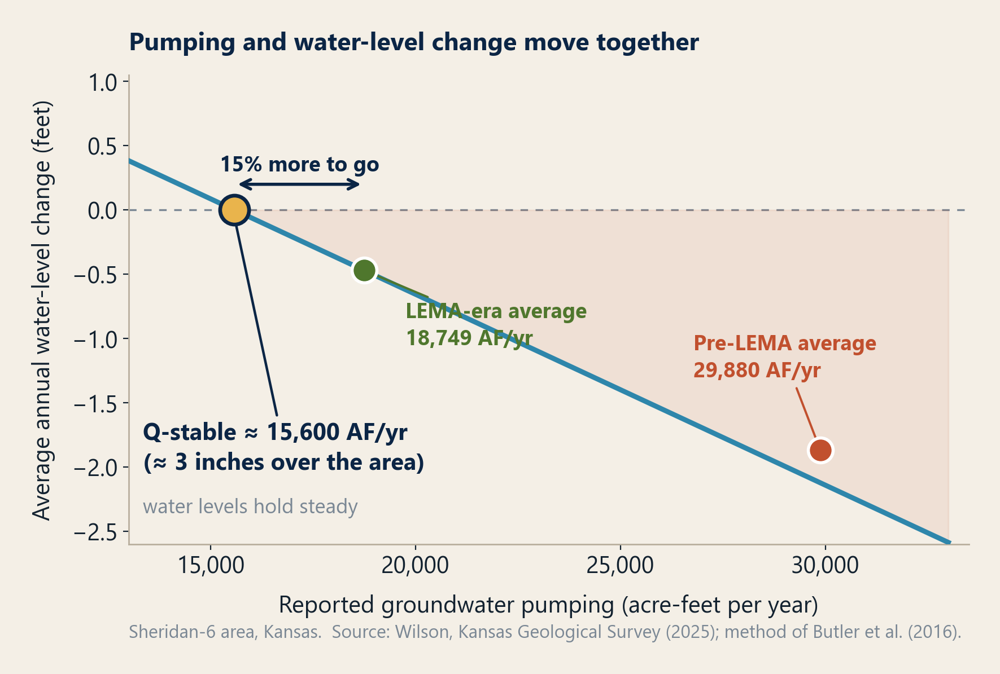 Pumping and water-level change move together
Average annual water-level change (feet)
1.0
0.5
0.0
−0.5
−1.0
−1.5
−2.0
−2.5
15% more to go
LEMA-era average
18,749 AF/yr
Pre-LEMA average
29,880 AF/yr
Q-stable ≈ 15,600 AF/yr
(≈ 3 inches over the area)
water levels hold steady
15,000 20,000 25,000 30,000
Reported groundwater pumping (acre-feet per year)
Sheridan-6 area, Kansas.  Source: Wilson, Kansas Geological Survey (2025); method of Butler et al. (2016).